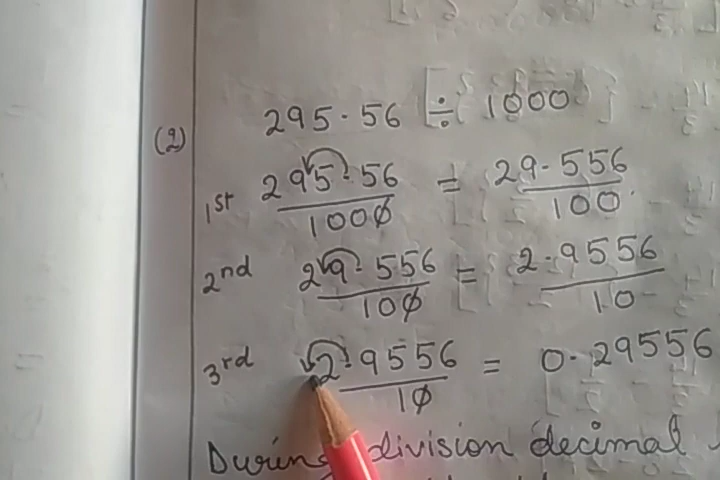 (2) 295.56 ÷ 1000
1st 295.56/1000 = 29.556/100
2nd 29.556/100 = 2.9556/10
3rd 2.9556/10 = 0.29556
During division decimal